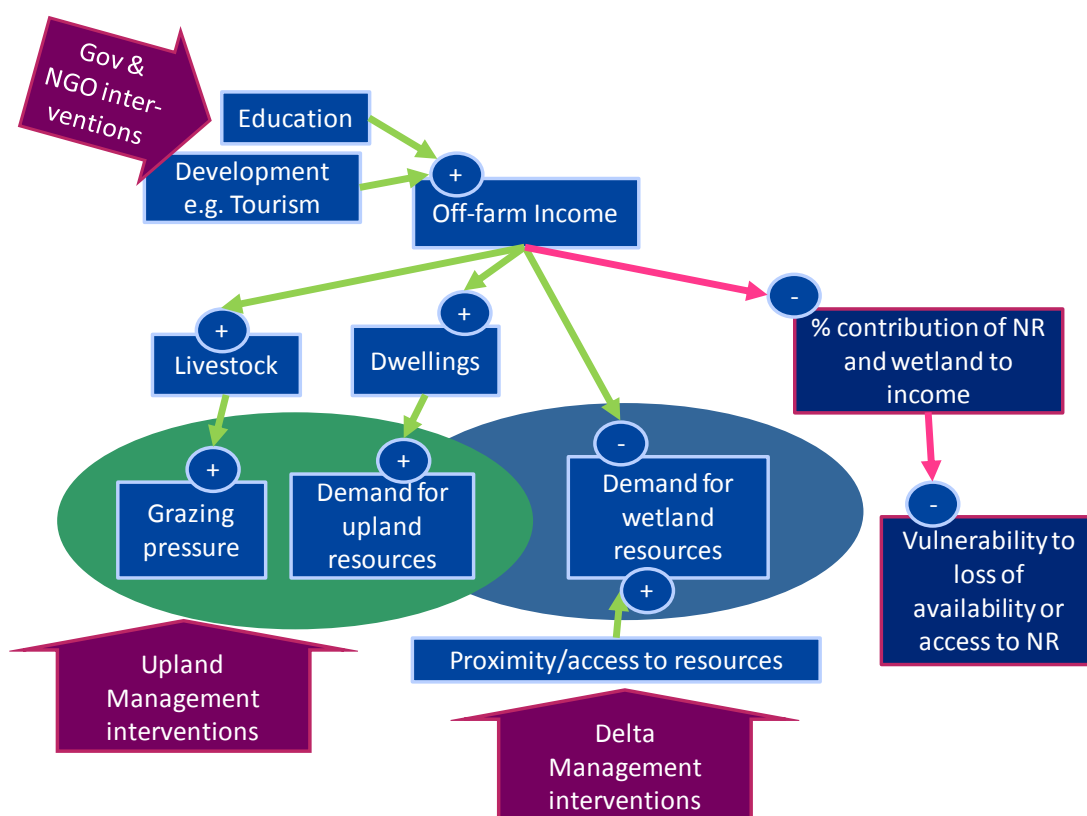 Gov &
NGO inter-
ventions
Education
Development
e.g. Tourism
+
Off-farm Income
-
% contribution of NR
and wetland to
income
+
Livestock
+
Dwellings
+
Grazing
pressure
+
Demand for
upland
resources
-
Demand for
wetland
resources
+
-
Vulnerability to
loss of
availability or
access to NR
Proximity/access to resources
Upland
Management
interventions
Delta
Management
interventions